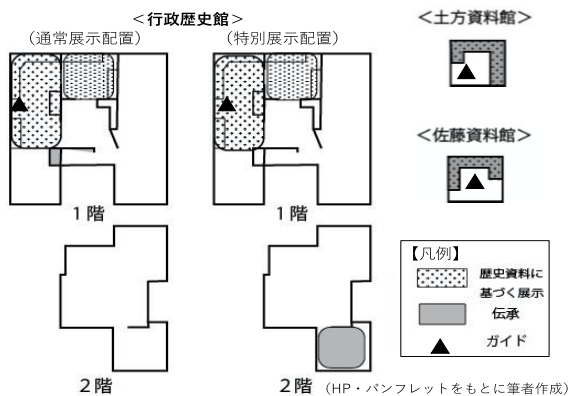 ＜行政歴史館＞
（通常展示配置）
（特別展示配置）
1階
1階
2階
2階
＜土方資料館＞
＜佐藤資料館＞
【凡例】
歴史資料に
基づく展示
伝承
ガイド
（HP・パンフレットをもとに筆者作成）